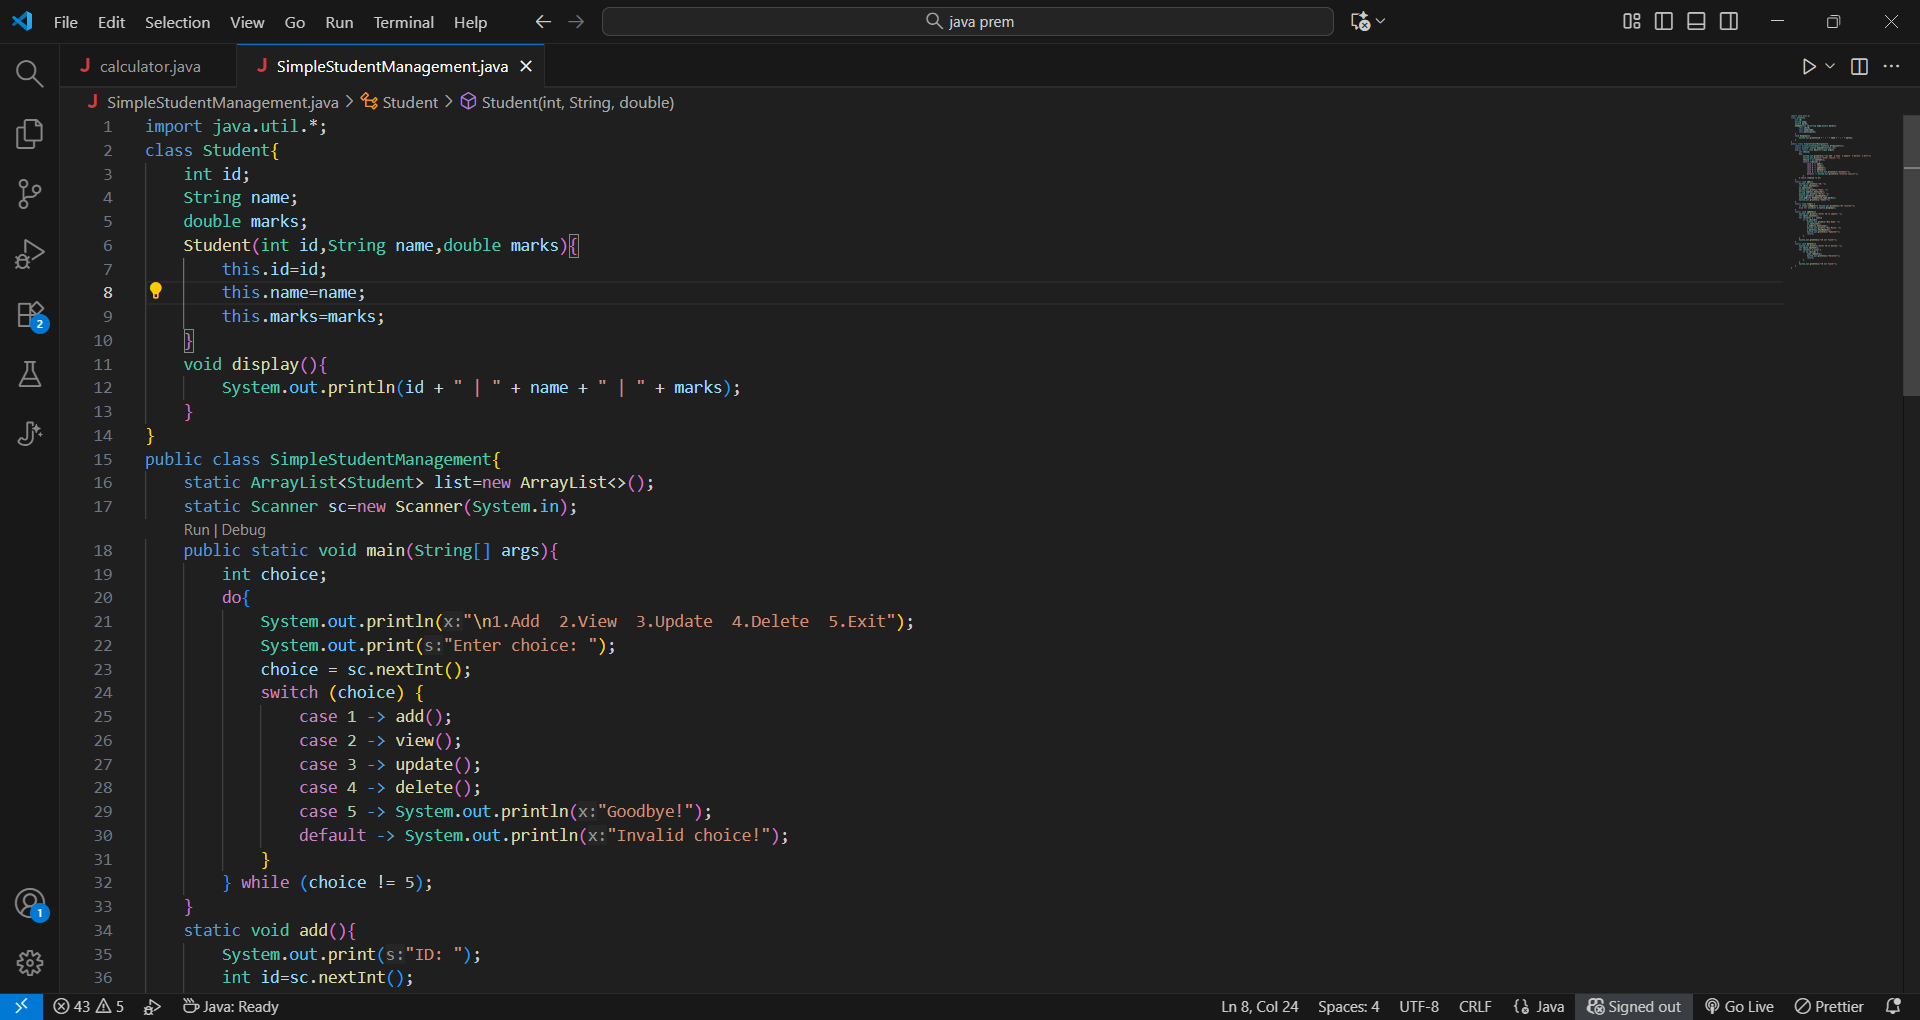 File Edit Selection View Go Run Terminal Help
java prem
calculator.java
SimpleStudentManagement.java
SimpleStudentManagement.java > Student > Student(int, String, double)
1 import java.util.*;
2 class Student{
3 int id;
4 String name;
5 double marks;
6 Student(int id,String name,double marks){
7 this.id=id;
8 this.name=name;
9 this.marks=marks;
10 }
11 void display(){
12 System.out.println(id + " | " + name + " | " + marks);
13 }
14 }
15 public class SimpleStudentManagement{
16 static ArrayList<Student> list=new ArrayList<>();
17 static Scanner sc=new Scanner(System.in);
Run | Debug
18 public static void main(String[] args){
19 int choice;
20 do{
21 System.out.println(x:"\n1.Add  2.View  3.Update  4.Delete  5.Exit");
22 System.out.print(s:"Enter choice: ");
23 choice = sc.nextInt();
24 switch (choice) {
25 case 1 -> add();
26 case 2 -> view();
27 case 3 -> update();
28 case 4 -> delete();
29 case 5 -> System.out.println(x:"Goodbye!");
30 default -> System.out.println(x:"Invalid choice!");
31 }
32 } while (choice != 5);
33 }
34 static void add(){
35 System.out.print(s:"ID: ");
36 int id=sc.nextInt();
2
1
43 5 Java: Ready Ln 8, Col 24 Spaces: 4 UTF-8 CRLF {} Java Signed out Go Live Prettier